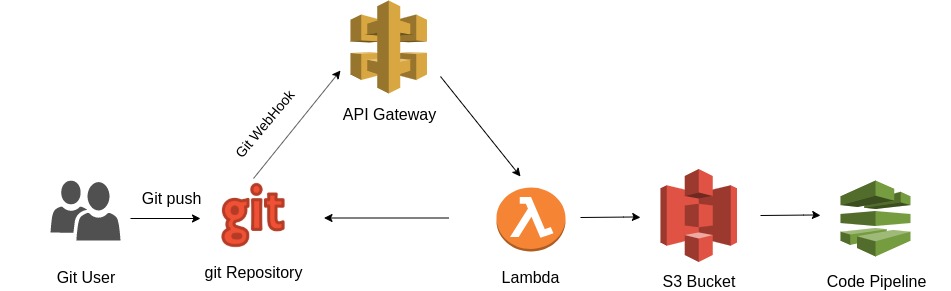 API Gateway
Git WebHook
Git push
git
Git User
git Repository
Lambda
S3 Bucket
Code Pipeline